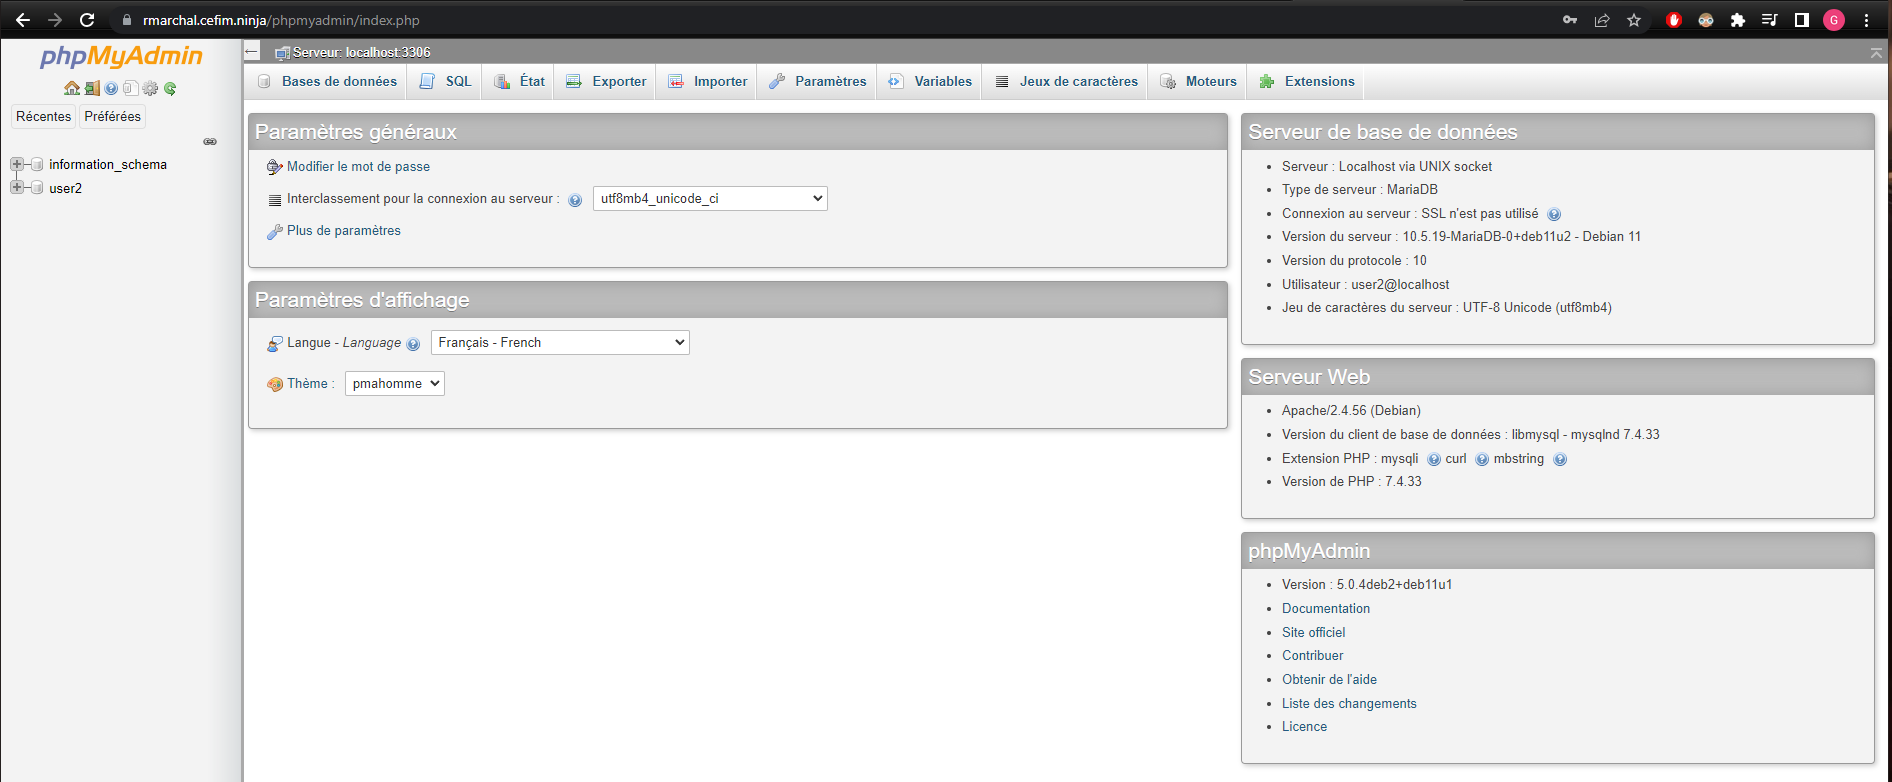 rmarchal.cefim.ninja/phpmyadmin/index.php
G
phpMyAdmin
Récentes
Préférées
information_schema
user2
Serveur: localhost:3306
Bases de données
SQL
État
Exporter
Importer
Paramètres
Variables
Jeux de caractères
Moteurs
Extensions
Paramètres généraux
Modifier le mot de passe
Interclassement pour la connexion au serveur :
utf8mb4_unicode_ci
Plus de paramètres
Paramètres d'affichage
Langue - Language
Français - French
Thème :
pmahomme
Serveur de base de données
Serveur : Localhost via UNIX socket
Type de serveur : MariaDB
Connexion au serveur : SSL n'est pas utilisé
Version du serveur : 10.5.19-MariaDB-0+deb11u2 - Debian 11
Version du protocole : 10
Utilisateur : user2@localhost
Jeu de caractères du serveur : UTF-8 Unicode (utf8mb4)
Serveur Web
Apache/2.4.56 (Debian)
Version du client de base de données : libmysql - mysqlnd 7.4.33
Extension PHP : mysqli curl mbstring
Version de PHP : 7.4.33
phpMyAdmin
Version : 5.0.4deb2+deb11u1
Documentation
Site officiel
Contribuer
Obtenir de l'aide
Liste des changements
Licence